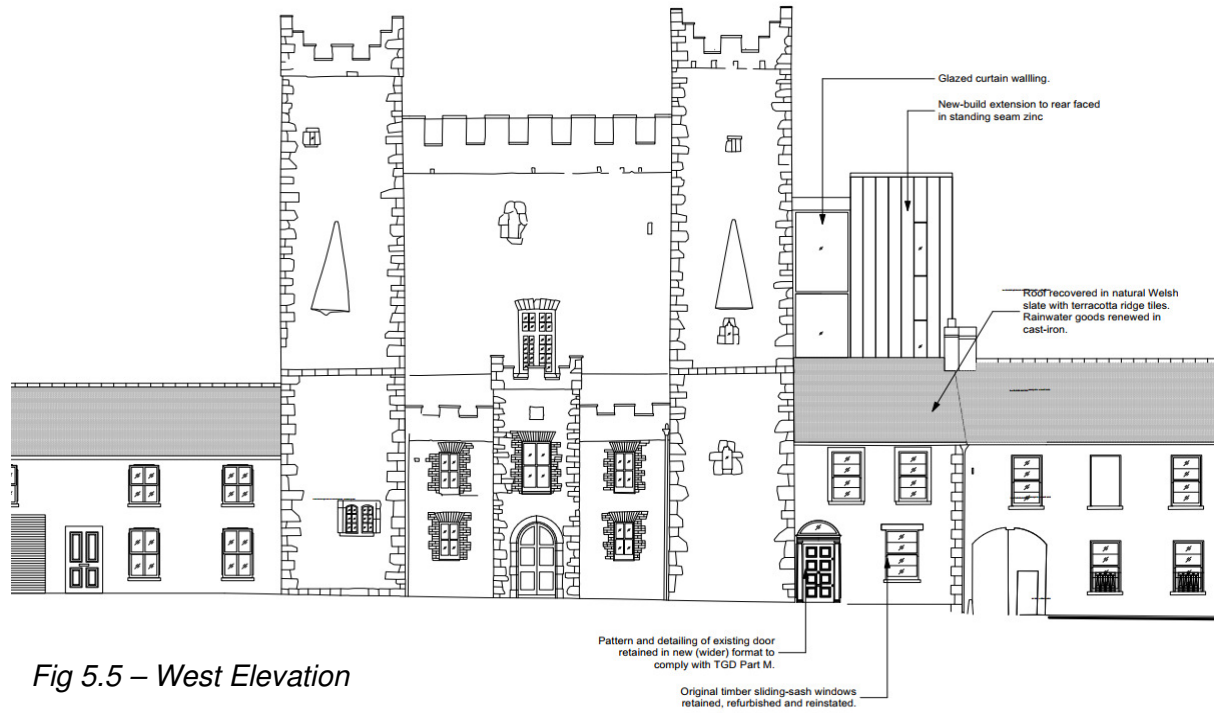 Glazed curtain wallling.
New-build extension to rear faced
in standing seam zinc
Roof recovered in natural Welsh
slate with terracotta ridge tiles.
Rainwater goods renewed in
cast-iron.
Pattern and detailing of existing door
retained in new (wider) format to
comply with TGD Part M.
Original timber sliding-sash windows
retained, refurbished and reinstated.
Fig 5.5 – West Elevation